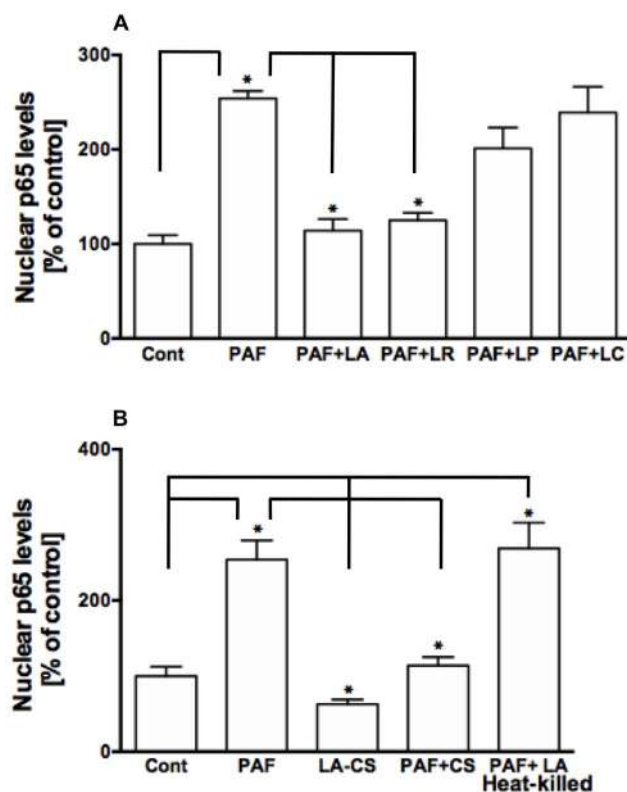 A
Nuclear p65 levels
[% of control]
300
200
100
0
*
*
*
Cont PAF PAF+LA PAF+LR PAF+LP PAF+LC
B
Nuclear p65 levels
[% of control]
400
200
0
*
*
*
*
Cont PAF LA-CS PAF+CS PAF+ LA
Heat-killed